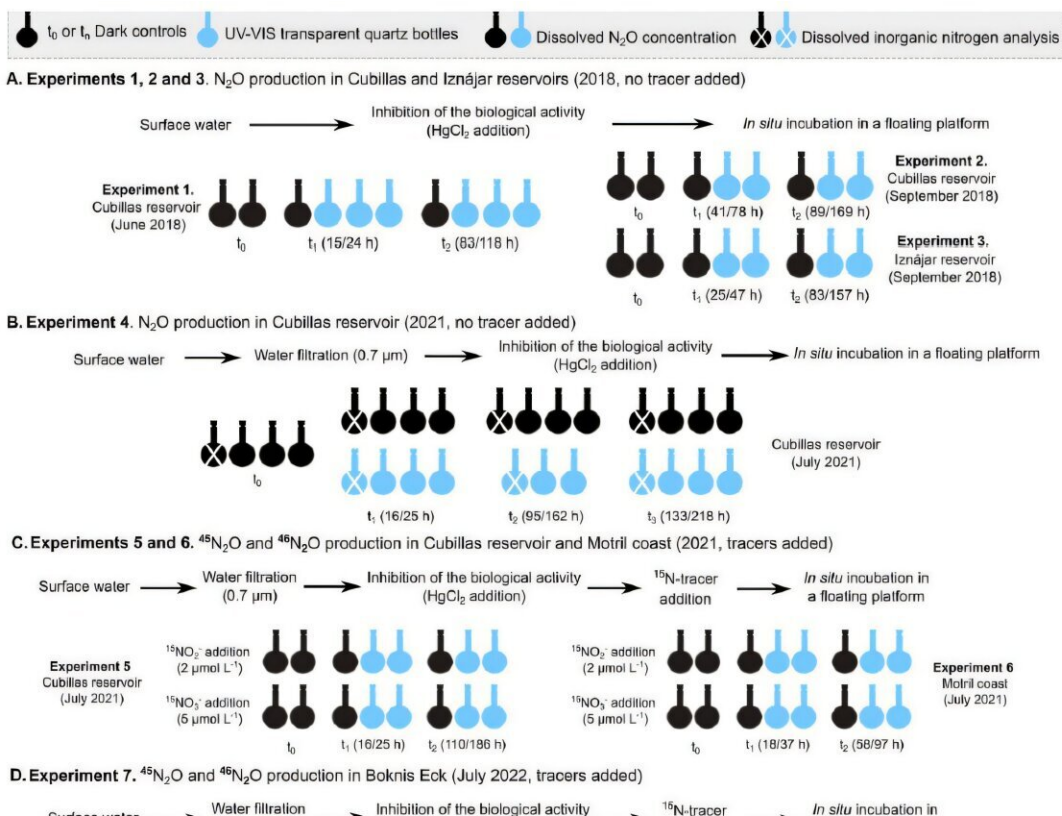 t₀ or tₙ Dark controls UV-VIS transparent quartz bottles Dissolved N₂O concentration Dissolved inorganic nitrogen analysis
A. Experiments 1, 2 and 3. N₂O production in Cubillas and Iznájar reservoirs (2018, no tracer added)
Surface water Inhibition of the biological activity (HgCl₂ addition) In situ incubation in a floating platform
Experiment 1.
Cubillas reservoir
(June 2018)
t₀ t₁ (15/24 h) t₂ (83/118 h)
Experiment 2.
Cubillas reservoir
(September 2018)
t₀ t₁ (41/78 h) t₂ (89/169 h)
Experiment 3.
Iznájar reservoir
(September 2018)
t₀ t₁ (25/47 h) t₂ (83/157 h)
B. Experiment 4. N₂O production in Cubillas reservoir (2021, no tracer added)
Surface water Water filtration (0.7 µm) Inhibition of the biological activity (HgCl₂ addition) In situ incubation in a floating platform
Cubillas reservoir
(July 2021)
t₀
t₁ (16/25 h) t₂ (95/162 h) t₃ (133/218 h)
C. Experiments 5 and 6. ⁴⁵N₂O and ⁴⁶N₂O production in Cubillas reservoir and Motril coast (2021, tracers added)
Surface water Water filtration (0.7 µm) Inhibition of the biological activity (HgCl₂ addition) ¹⁵N-tracer addition In situ incubation in a floating platform
Experiment 5
Cubillas reservoir
(July 2021)
¹⁵NO₂⁻ addition
(2 µmol L⁻¹)
¹⁵NO₃⁻ addition
(5 µmol L⁻¹)
t₀ t₁ (16/25 h) t₂ (110/186 h)
¹⁵NO₂⁻ addition
(2 µmol L⁻¹)
¹⁵NO₃⁻ addition
(5 µmol L⁻¹)
t₀ t₁ (18/37 h) t₂ (58/97 h)
Experiment 6
Motril coast
(July 2021)
D. Experiment 7. ⁴⁵N₂O and ⁴⁶N₂O production in Boknis Eck (July 2022, tracers added)
Surface water Water filtration Inhibition of the biological activity ¹⁵N-tracer In situ incubation in